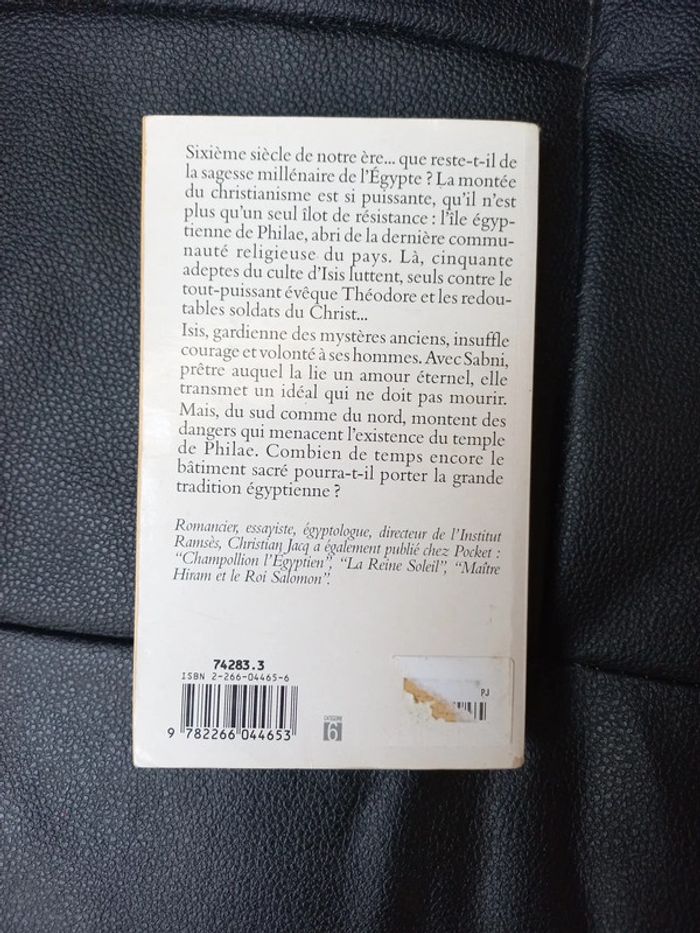 Sixième siècle de notre ère... que reste-t-il de
la sagesse millénaire de l'Égypte ? La montée
du christianisme est si puissante, qu'il n'est
plus qu'un seul îlot de résistance : l'île égyp-
tienne de Philae, abri de la dernière commu-
nauté religieuse du pays. Là, cinquante
adeptes du culte d'Isis luttent, seuls contre le
tout-puissant évêque Théodore et les redou-
tables soldats du Christ...
Isis, gardienne des mystères anciens, insuffle
courage et volonté à ses hommes. Avec Sabni,
prêtre auquel la lie un amour éternel, elle
transmet un idéal qui ne doit pas mourir.
Mais, du sud comme du nord, montent des
dangers qui menacent l'existence du temple
de Philae. Combien de temps encore le
bâtiment sacré pourra-t-il porter la grande
tradition égyptienne ?
Romancier, essayiste, égyptologue, directeur de l'Institut
Ramsès, Christian Jacq a également publié chez Pocket :
"Champollion l'Égyptien", "La Reine Soleil", "Maître
Hiram et le Roi Salomon".
74283.3
ISBN 2-266-04465-6
9 782266 044653
CATÉGORIE
6
PJ